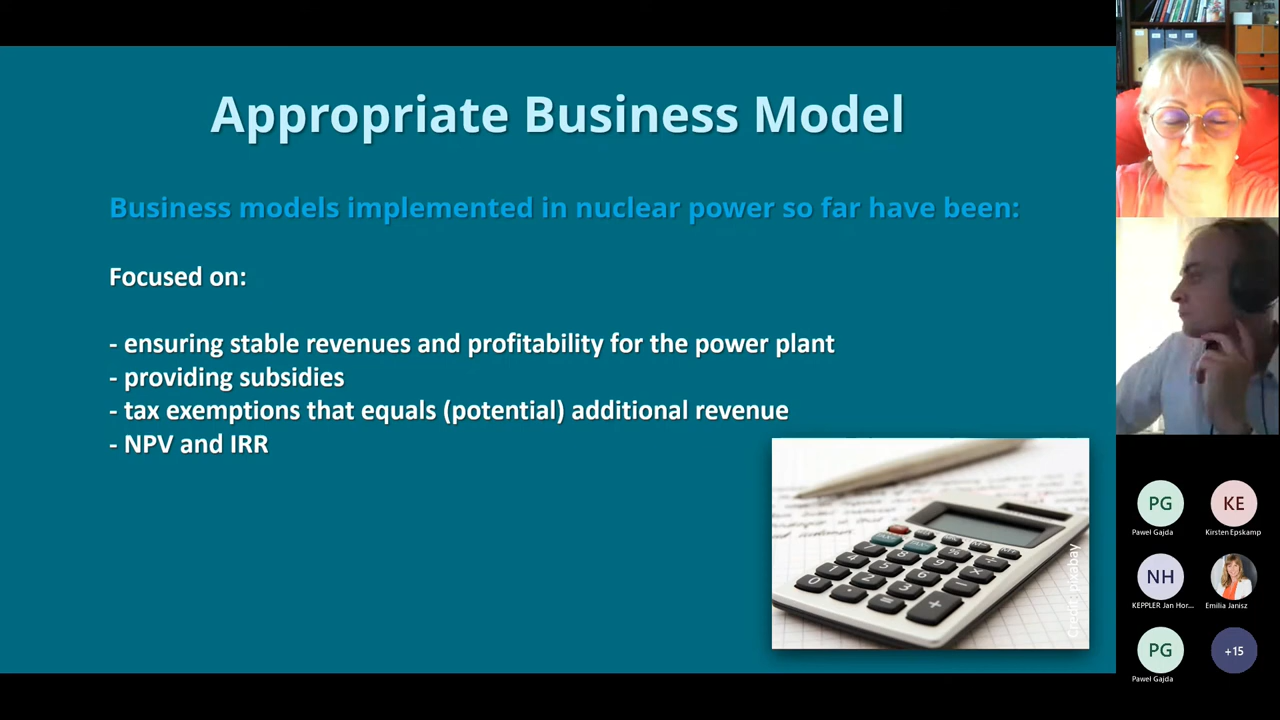 Appropriate Business Model
Business models implemented in nuclear power so far have been:
Focused on:
- ensuring stable revenues and profitability for the power plant
- providing subsidies
- tax exemptions that equals (potential) additional revenue
- NPV and IRR
Credit: pixabay
PG
Pawel Gajda
KE
Kirsten Epskamp
NH
KEPPLER Jan Hor...
Emilia Janisz
PG
Pawel Gajda
+15